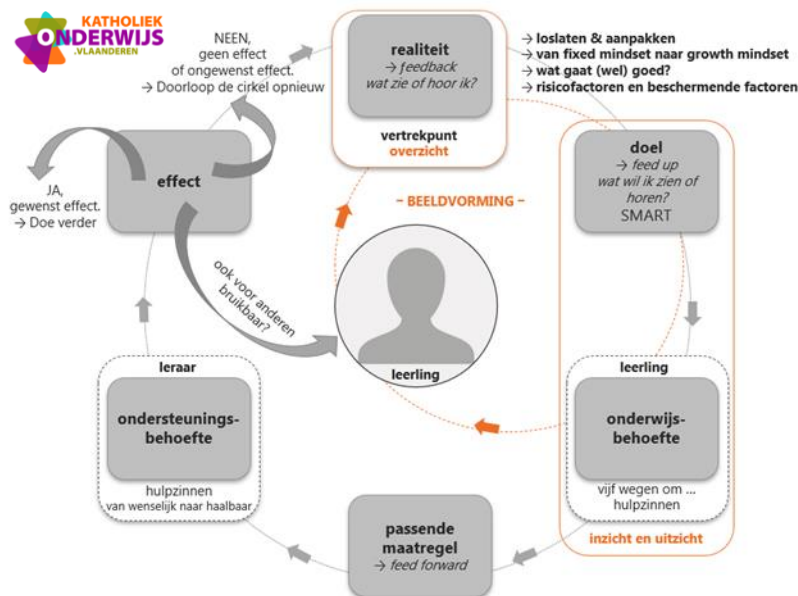 KATHOLIEK
ONDERWIJS
.VLAANDEREN
NEEN,
geen effect
of ongewenst effect.
→ Doorloop de cirkel opnieuw
realiteit
→ feedback
wat zie of hoor ik?
vertrekpunt
overzicht
→ loslaten & aanpakken
→ van fixed mindset naar growth mindset
→ wat gaat (wel) goed?
→ risicofactoren en beschermende factoren
doel
→ feed up
wat wil ik zien of
horen?
SMART
effect
JA,
gewenst effect.
→ Doe verder
– BEELDVORMING –
ook voor anderen
bruikbaar?
leerling
leraar
ondersteunings-
behoefte
hulpzinnen
van wenselijk naar haalbaar
leerling
onderwijs-
behoefte
vijf wegen om ...
hulpzinnen
inzicht en uitzicht
passende
maatregel
→ feed forward